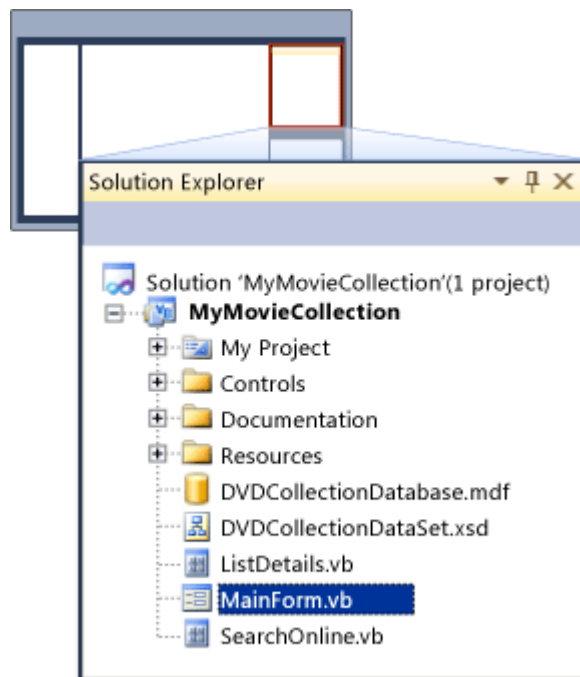 Solution Explorer
Solution 'MyMovieCollection'(1 project)
MyMovieCollection
My Project
Controls
Documentation
Resources
DVDCollectionDatabase.mdf
DVDCollectionDataSet.xsd
ListDetails.vb
MainForm.vb
SearchOnline.vb